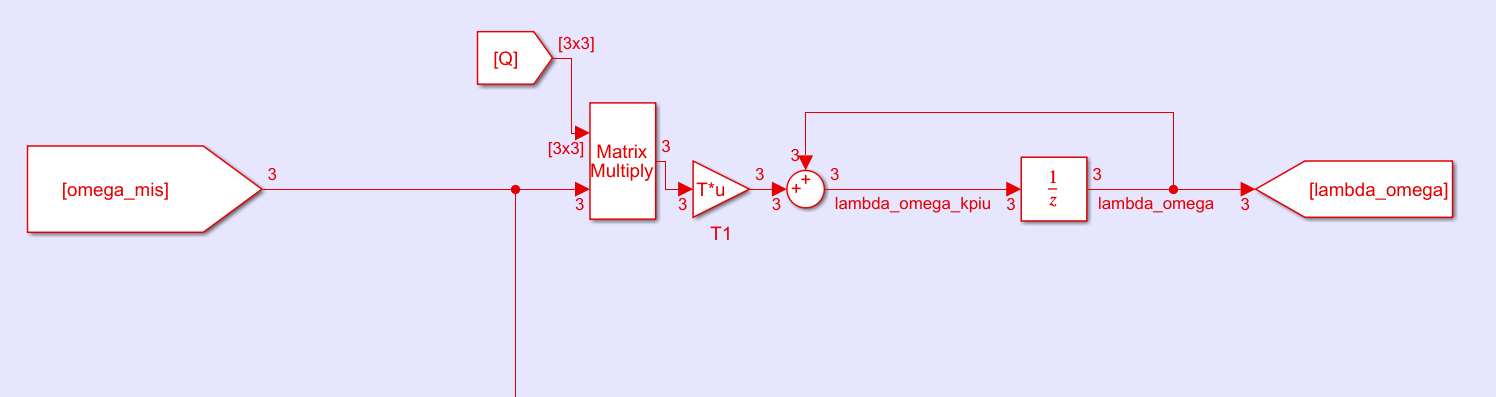 [Q]
[3x3]
[3x3]
Matrix
Multiply
3
3
[omega_mis]
3
T*u
3
3
3
T1
3
+
+
3
lambda_omega_kpiu
3
1
z
3
lambda_omega
3
[lambda_omega]